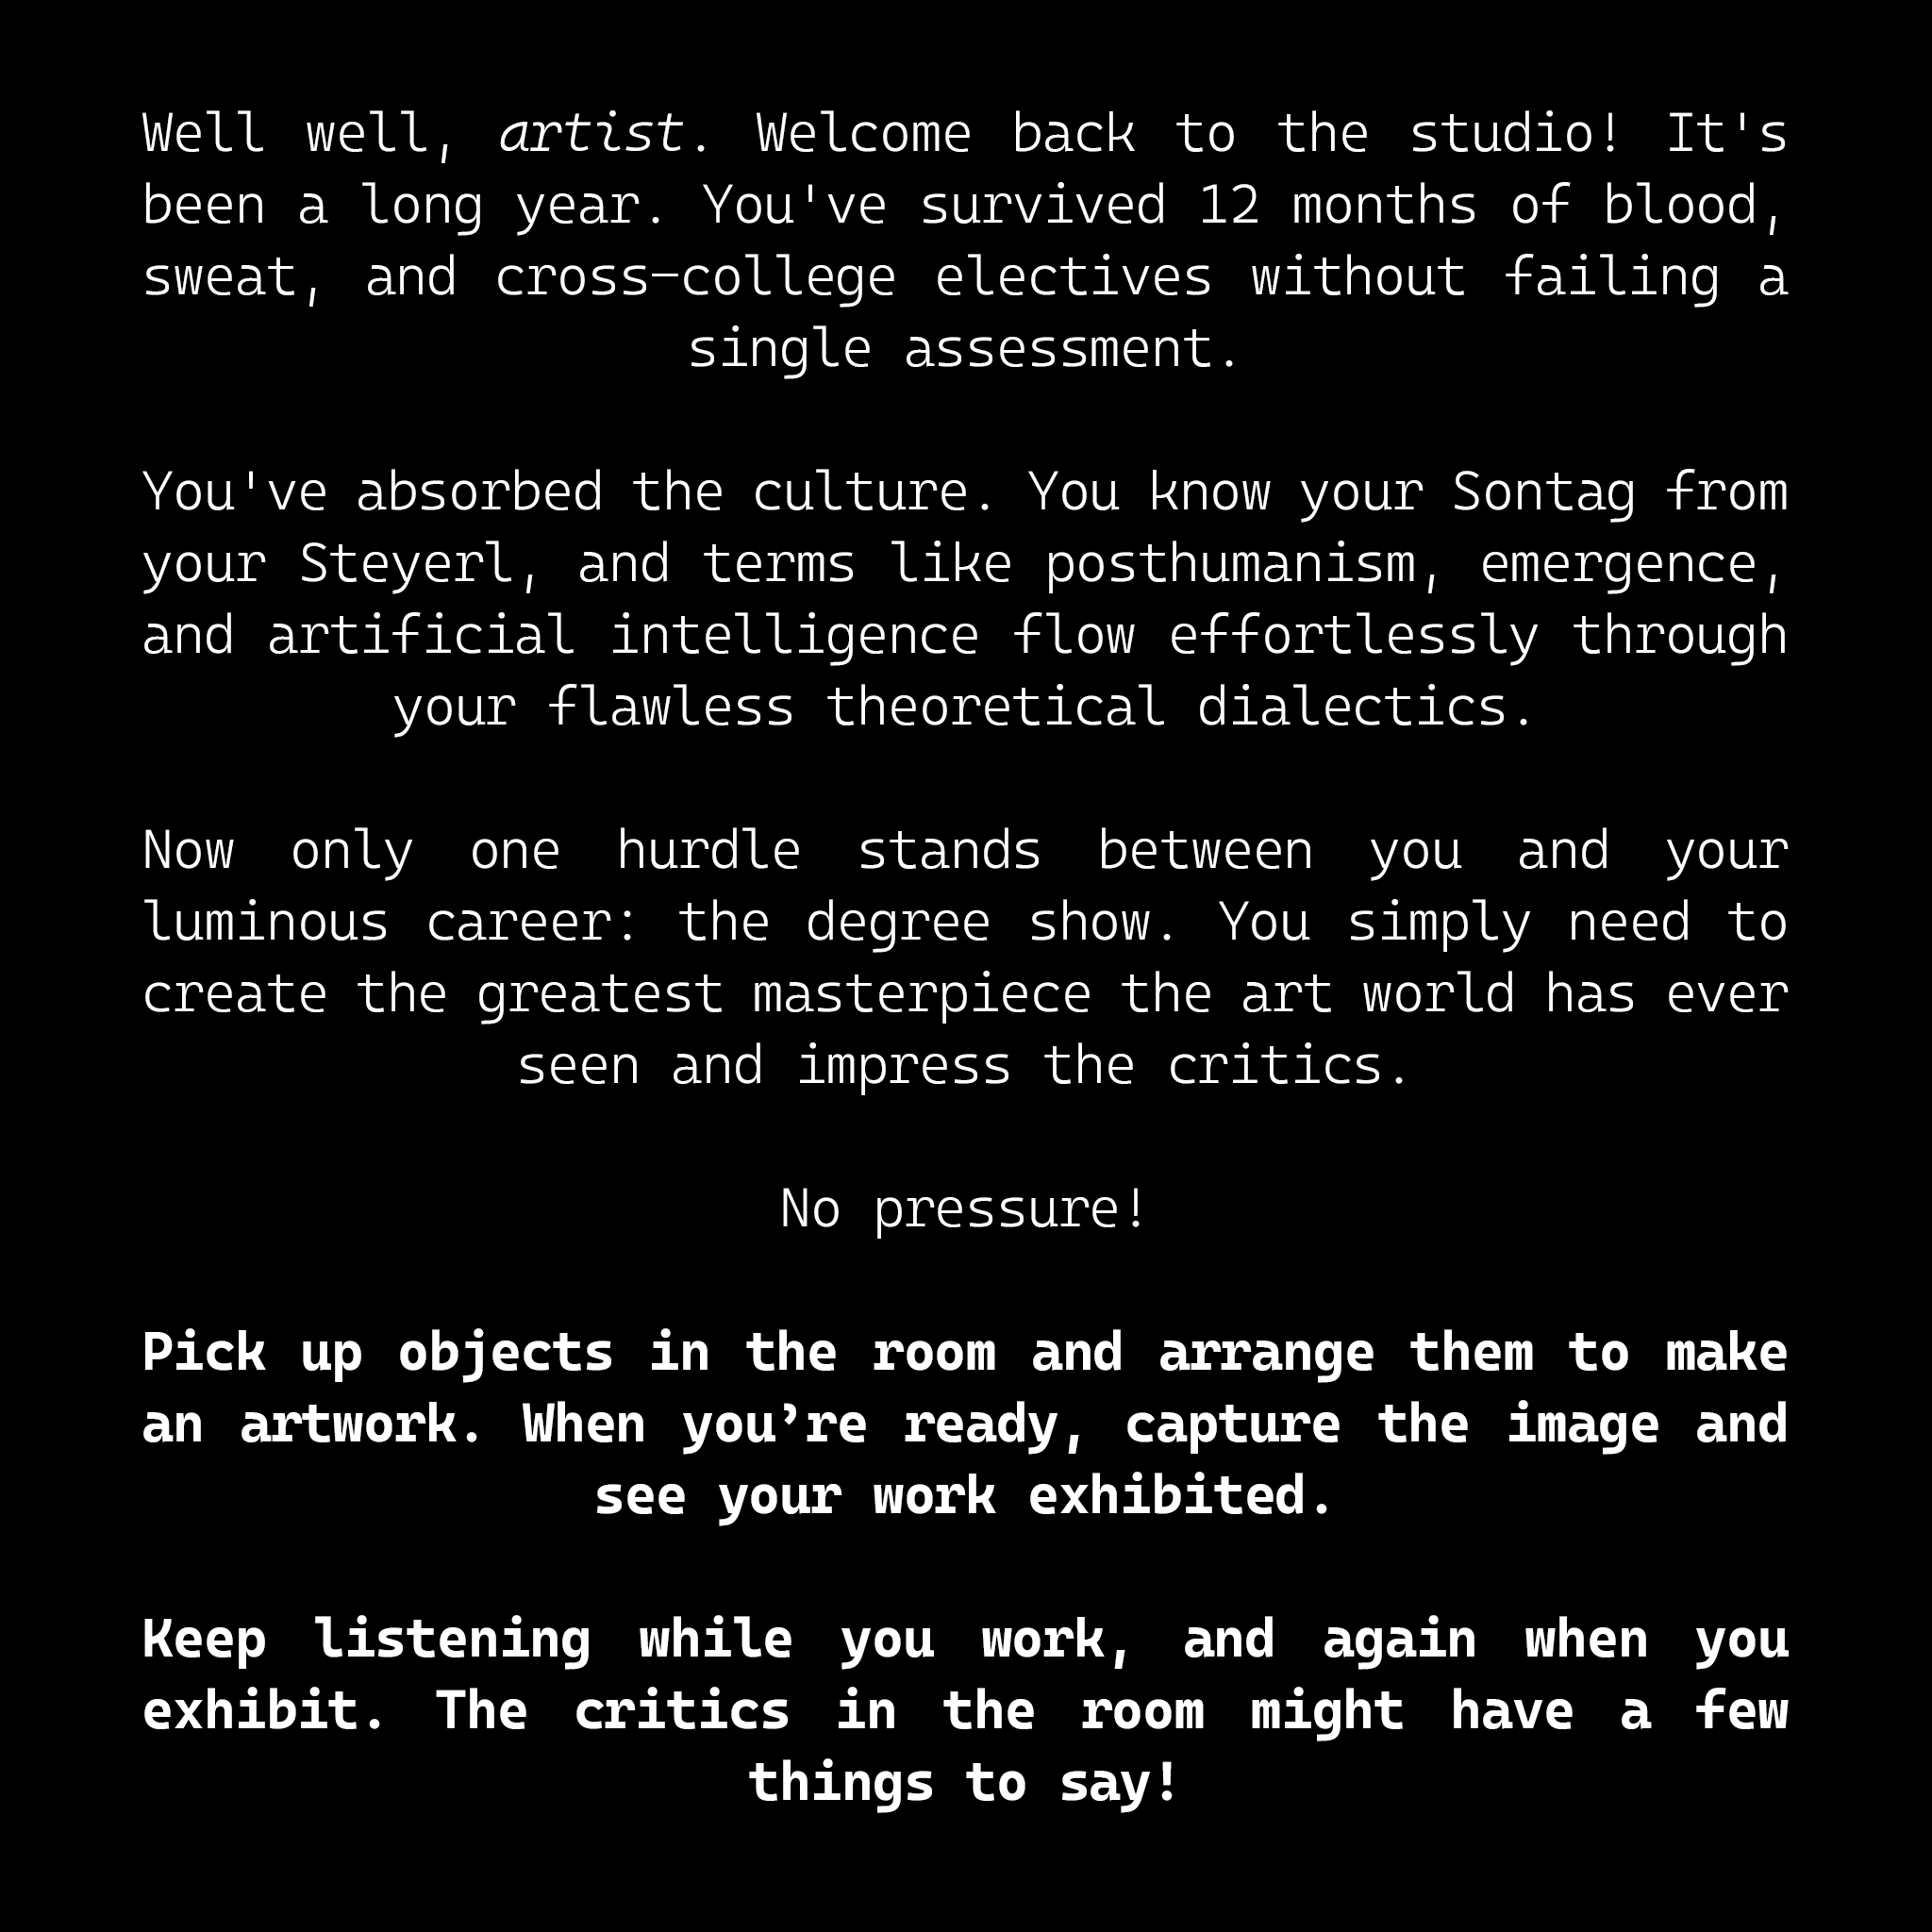 Well well, artist. Welcome back to the studio! It's
been a long year. You've survived 12 months of blood,
sweat, and cross-college electives without failing a
single assessment.
You've absorbed the culture. You know your Sontag from
your Steyerl, and terms like posthumanism, emergence,
and artificial intelligence flow effortlessly through
your flawless theoretical dialectics.
Now only one hurdle stands between you and your
luminous career: the degree show. You simply need to
create the greatest masterpiece the art world has ever
seen and impress the critics.
No pressure!
Pick up objects in the room and arrange them to make
an artwork. When you’re ready, capture the image and
see your work exhibited.
Keep listening while you work, and again when you
exhibit. The critics in the room might have a few
things to say!